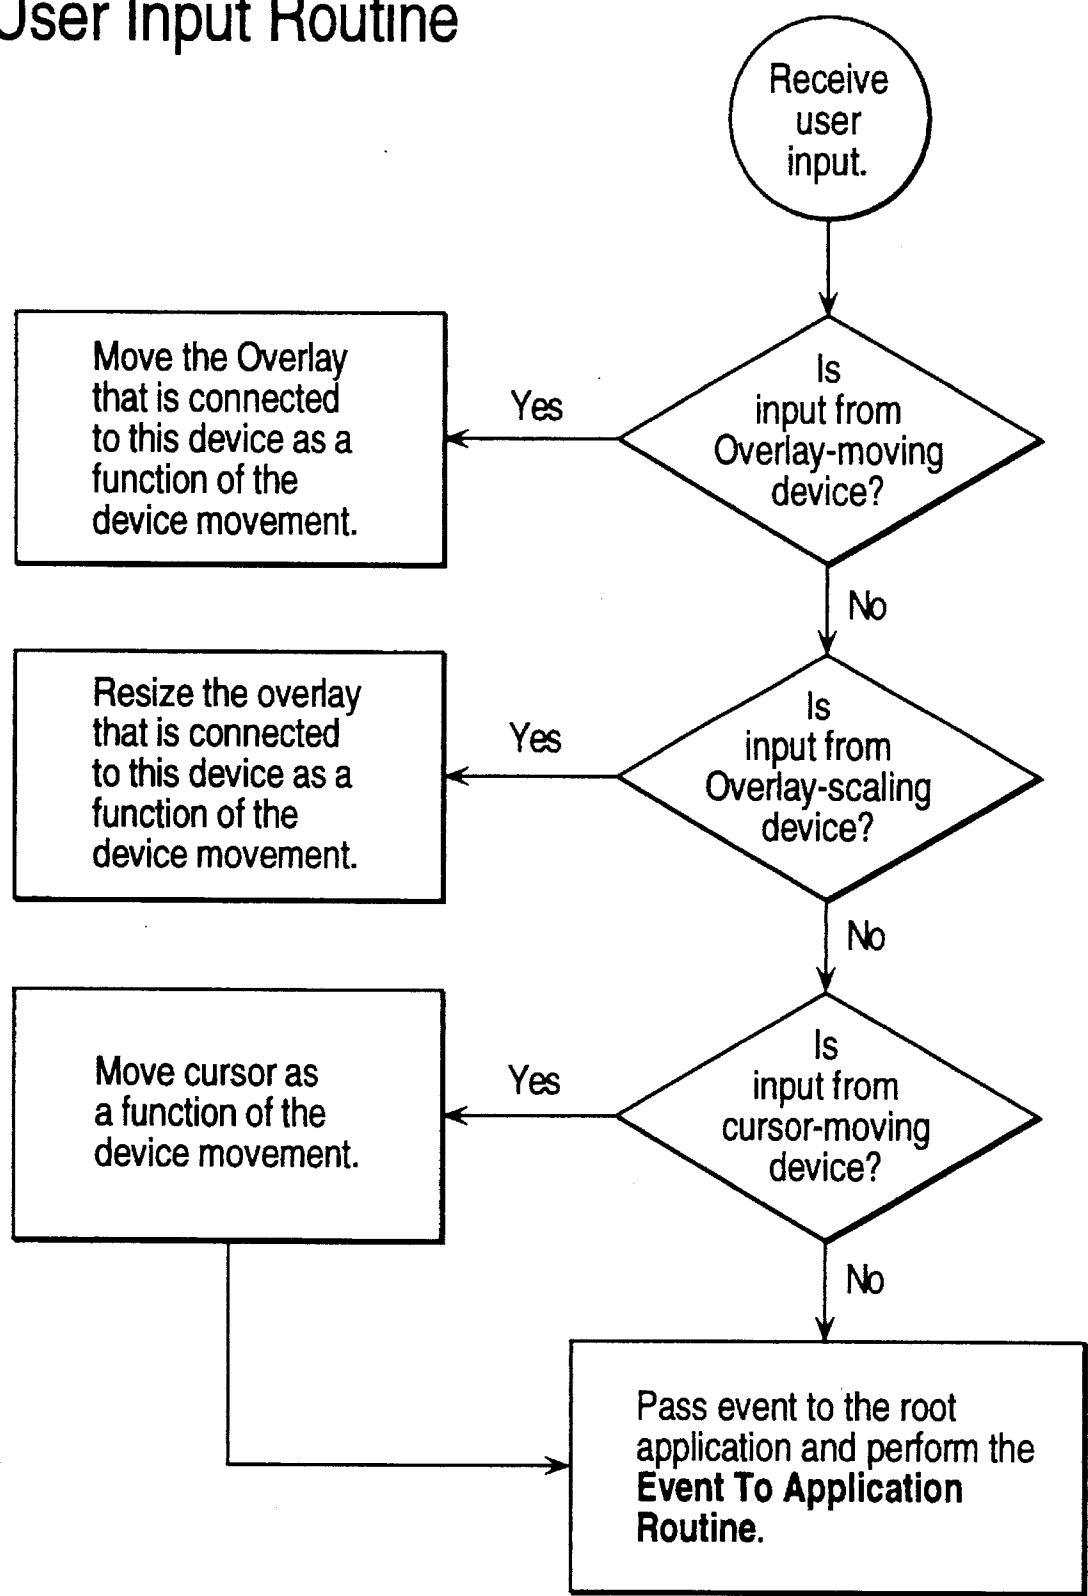 User Input Routine
Receive
user
input.
Is
input from
Overlay-moving
device?
Yes
Move the Overlay
that is connected
to this device as a
function of the
device movement.
No
Is
input from
Overlay-scaling
device?
Yes
Resize the overlay
that is connected
to this device as a
function of the
device movement.
No
Is
input from
cursor-moving
device?
Yes
Move cursor as
a function of the
device movement.
No
Pass event to the root
application and perform the
Event To Application
Routine.